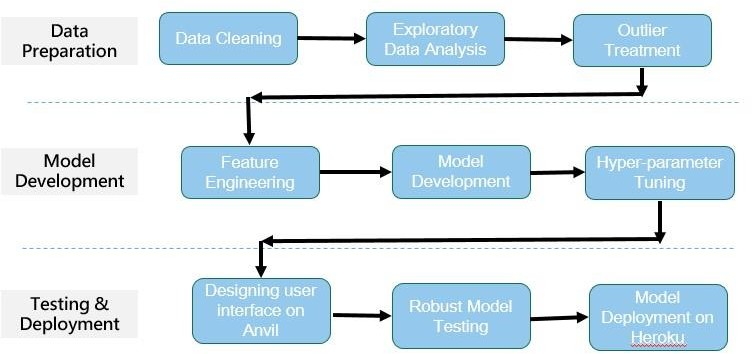 Data
Preparation
Data Cleaning
Exploratory
Data Analysis
Outlier
Treatment
Model
Development
Feature
Engineering
Model
Development
Hyper-parameter
Tuning
Testing &
Deployment
Designing user
interface on
Anvil
Robust Model
Testing
Model
Deployment on
Heroku